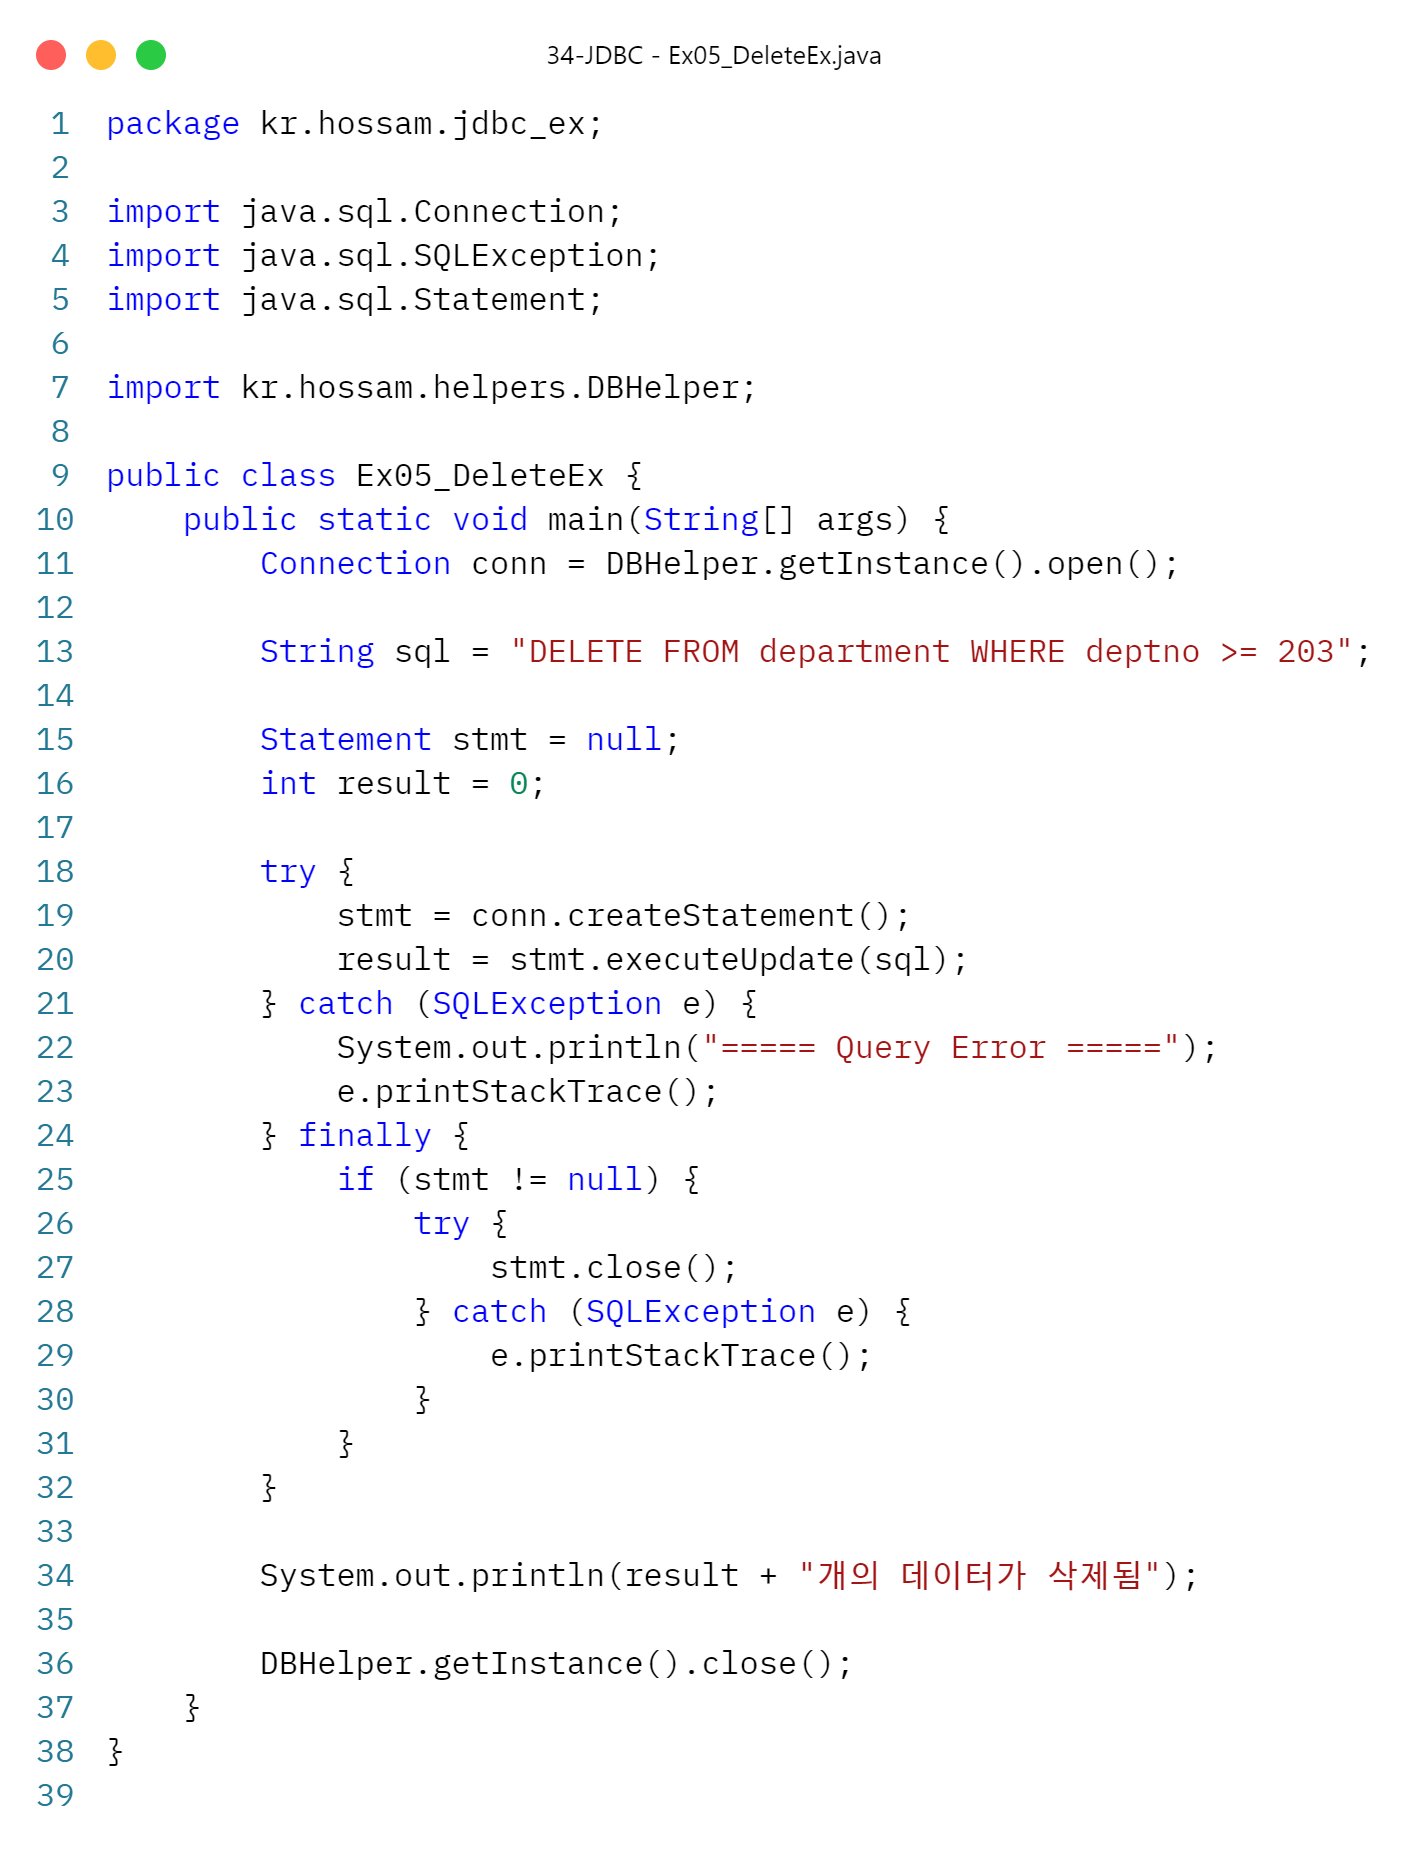 34-JDBC - Ex05_DeleteEx.java
1 package kr.hossam.jdbc_ex;
2
3 import java.sql.Connection;
4 import java.sql.SQLException;
5 import java.sql.Statement;
6
7 import kr.hossam.helpers.DBHelper;
8
9 public class Ex05_DeleteEx {
10     public static void main(String[] args) {
11         Connection conn = DBHelper.getInstance().open();
12
13         String sql = "DELETE FROM department WHERE deptno >= 203";
14
15         Statement stmt = null;
16         int result = 0;
17
18         try {
19             stmt = conn.createStatement();
20             result = stmt.executeUpdate(sql);
21         } catch (SQLException e) {
22             System.out.println("===== Query Error =====");
23             e.printStackTrace();
24         } finally {
25             if (stmt != null) {
26                 try {
27                     stmt.close();
28                 } catch (SQLException e) {
29                     e.printStackTrace();
30                 }
31             }
32         }
33
34         System.out.println(result + "개의 데이터가 삭제됨");
35
36         DBHelper.getInstance().close();
37     }
38 }
39